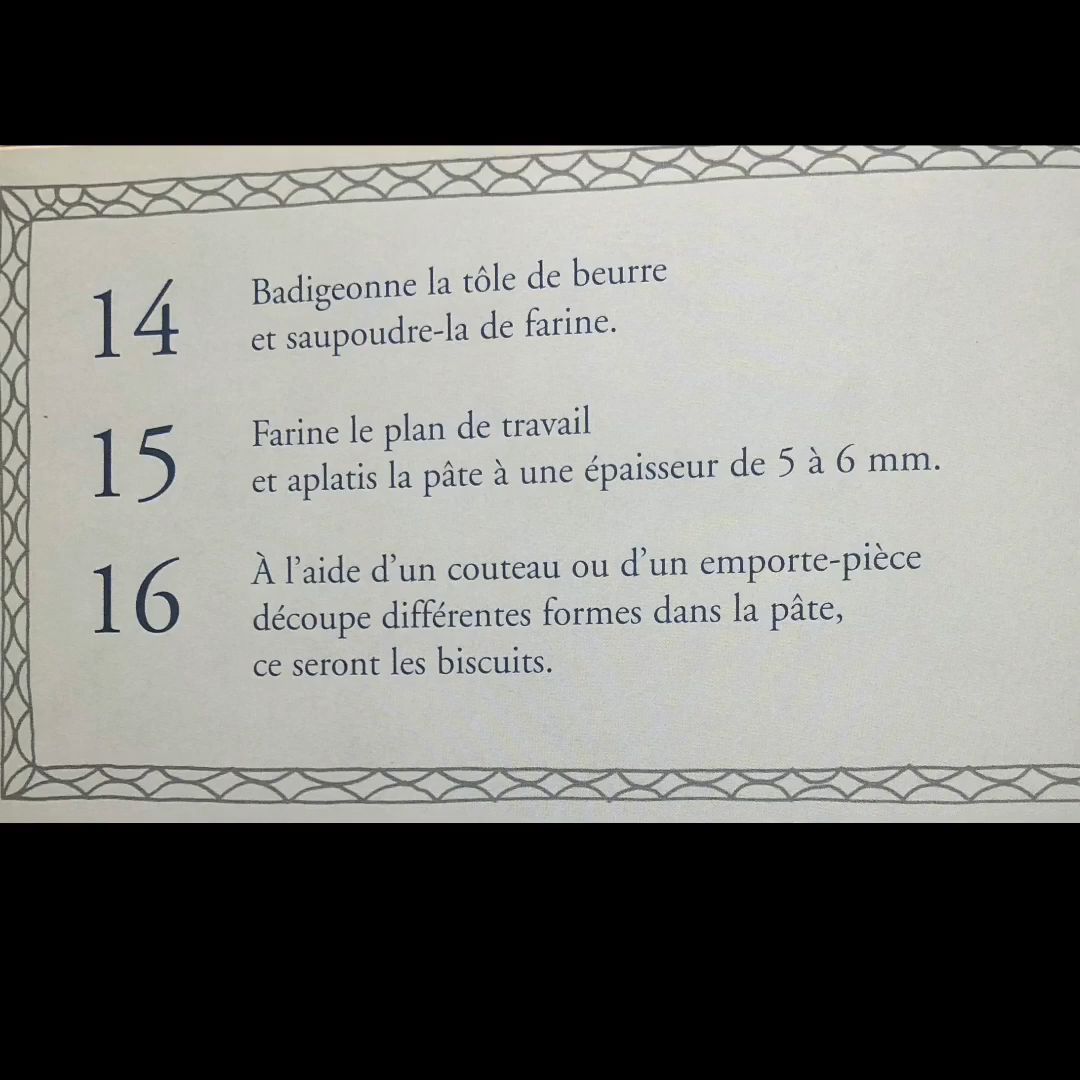 14
Badigeonne la tôle de beurre
et saupoudre-la de farine.
15
Farine le plan de travail
et aplatis la pâte à une épaisseur de 5 à 6 mm.
16
À l'aide d'un couteau ou d'un emporte-pièce
découpe différentes formes dans la pâte,
ce seront les biscuits.